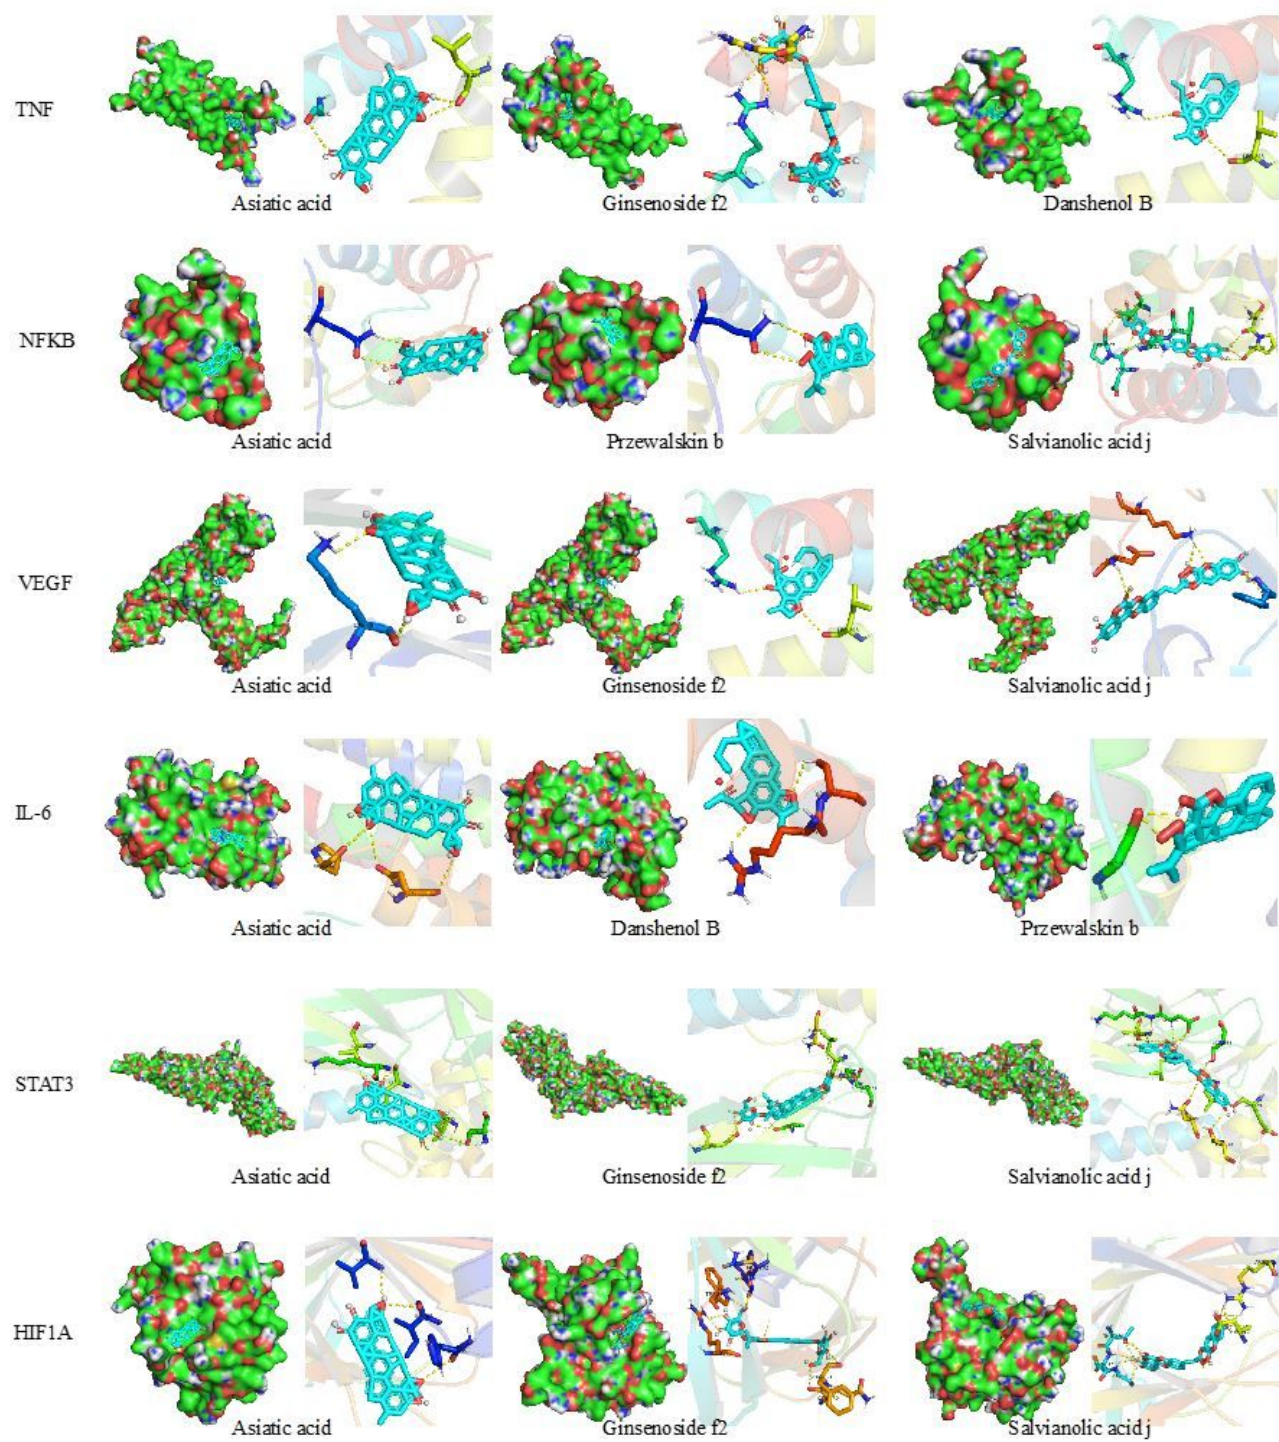 TNF
Asiatic acid
Ginsenoside f2
Danshenol B
NFKB
Asiatic acid
Przewalskin b
Salvianolic acid j
VEGF
Asiatic acid
Ginsenoside f2
Salvianolic acid j
IL-6
Asiatic acid
Danshenol B
Przewalskin b
STAT3
Asiatic acid
Ginsenoside f2
Salvianolic acid j
HIF1A
Asiatic acid
Ginsenoside f2
Salvianolic acid j